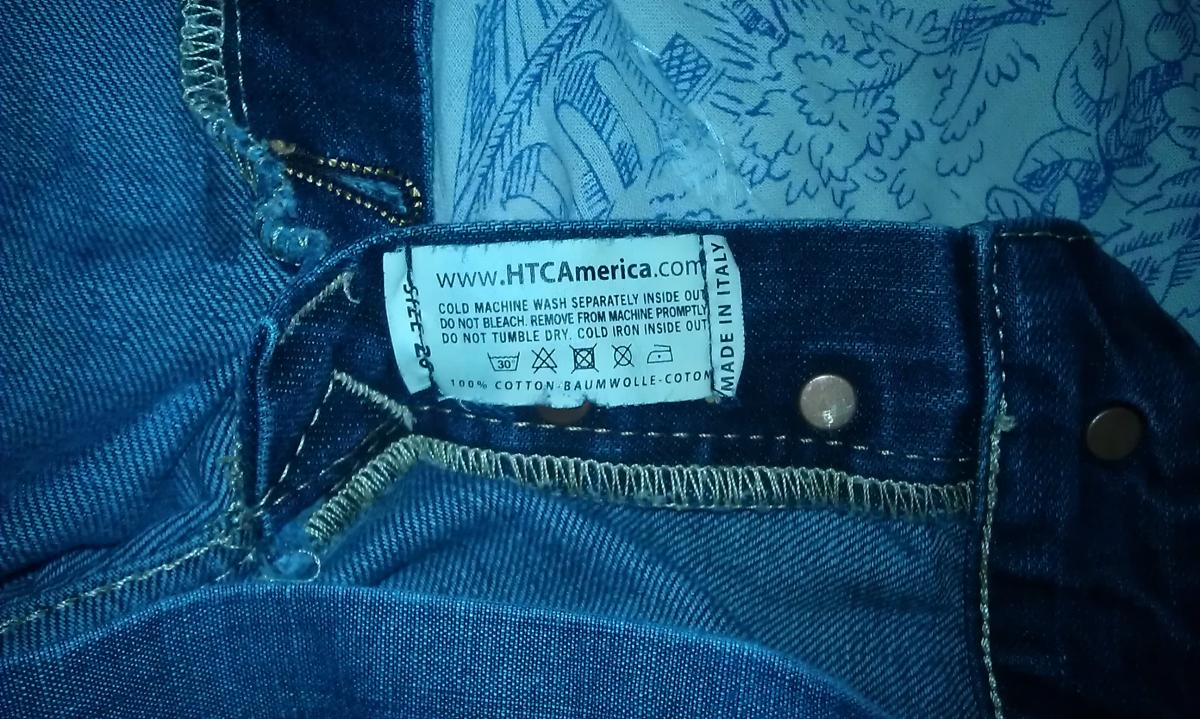 www.HTCAmerica.com
COLD MACHINE WASH SEPARATELY INSIDE OUT
DO NOT BLEACH. REMOVE FROM MACHINE PROMPTLY.
DO NOT TUMBLE DRY. COLD IRON INSIDE OUT
30°
100% COTTON-BAUMWOLLE-COTON
MADE IN ITALY
SIZE